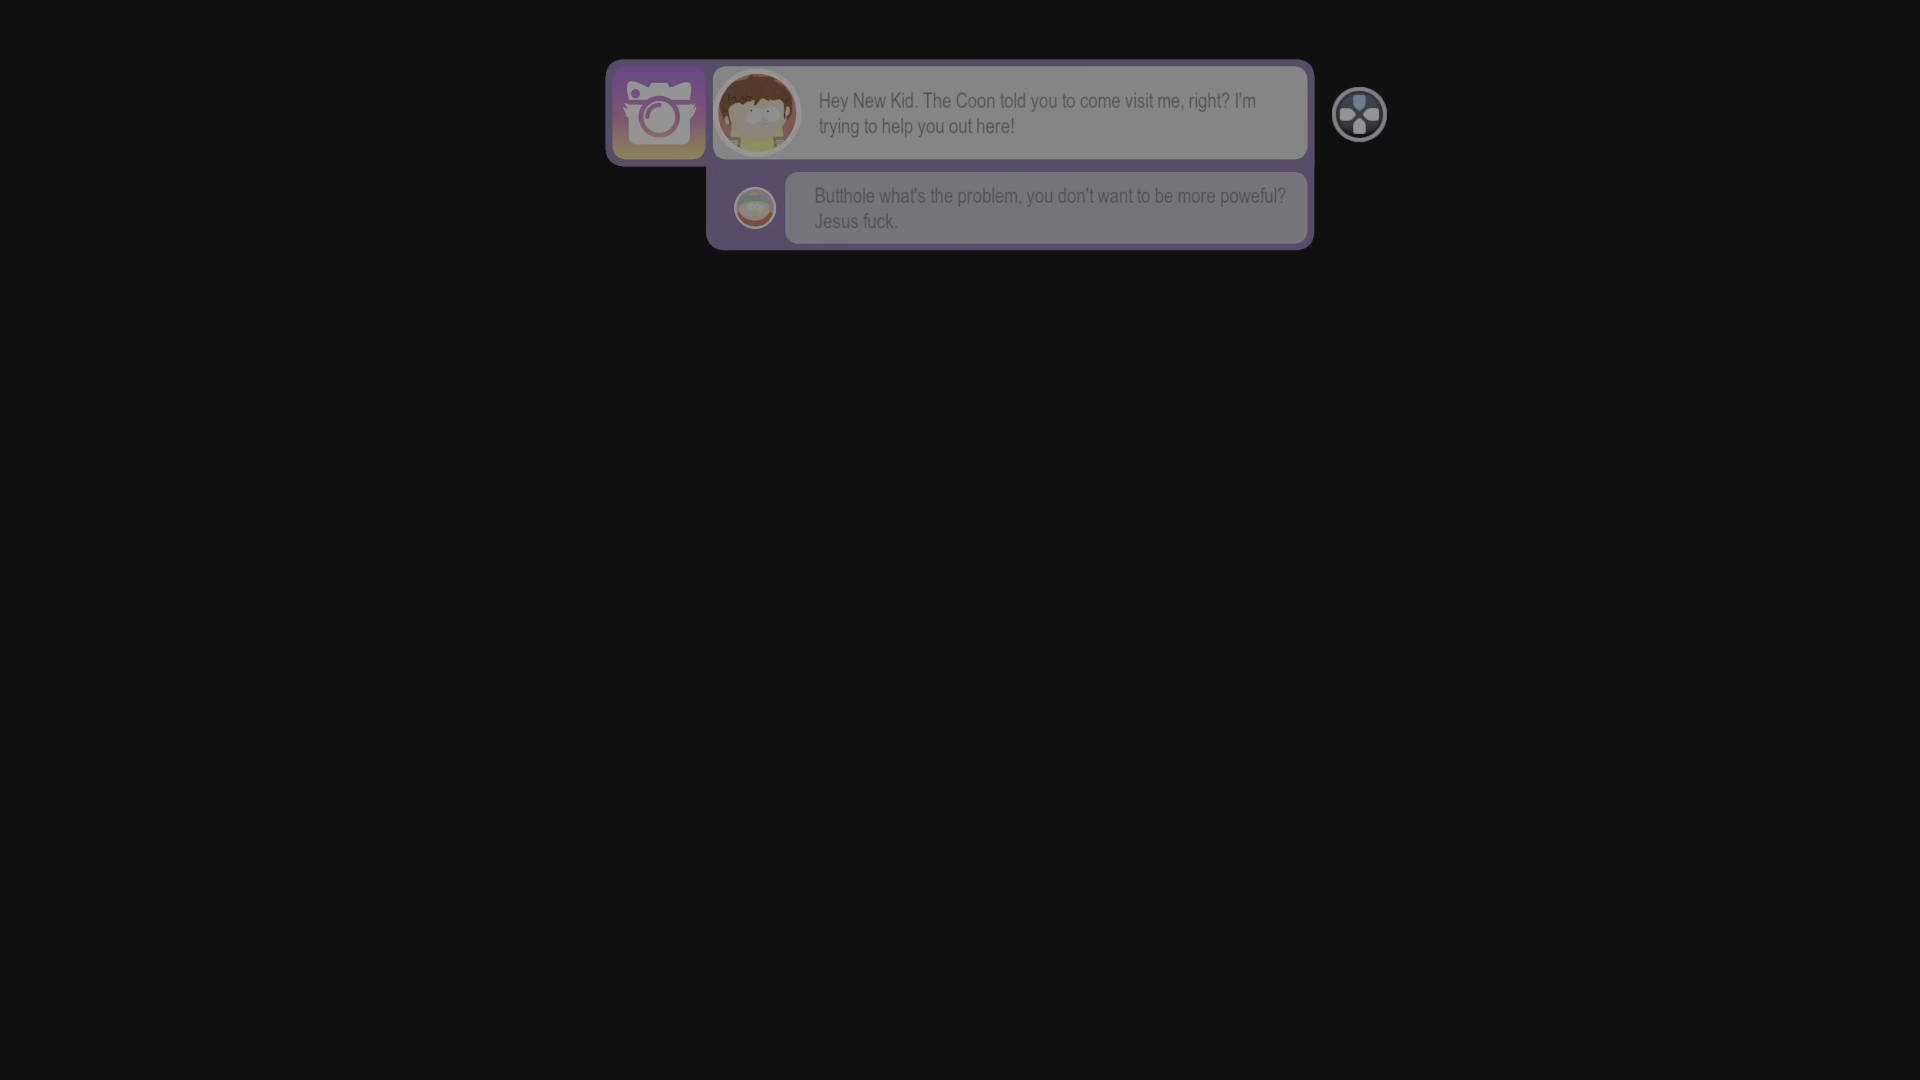 Hey New Kid. The Coon told you to come visit me, right? I'm
trying to help you out here!
Butthole what's the problem, you don't want to be more poweful?
Jesus fuck.